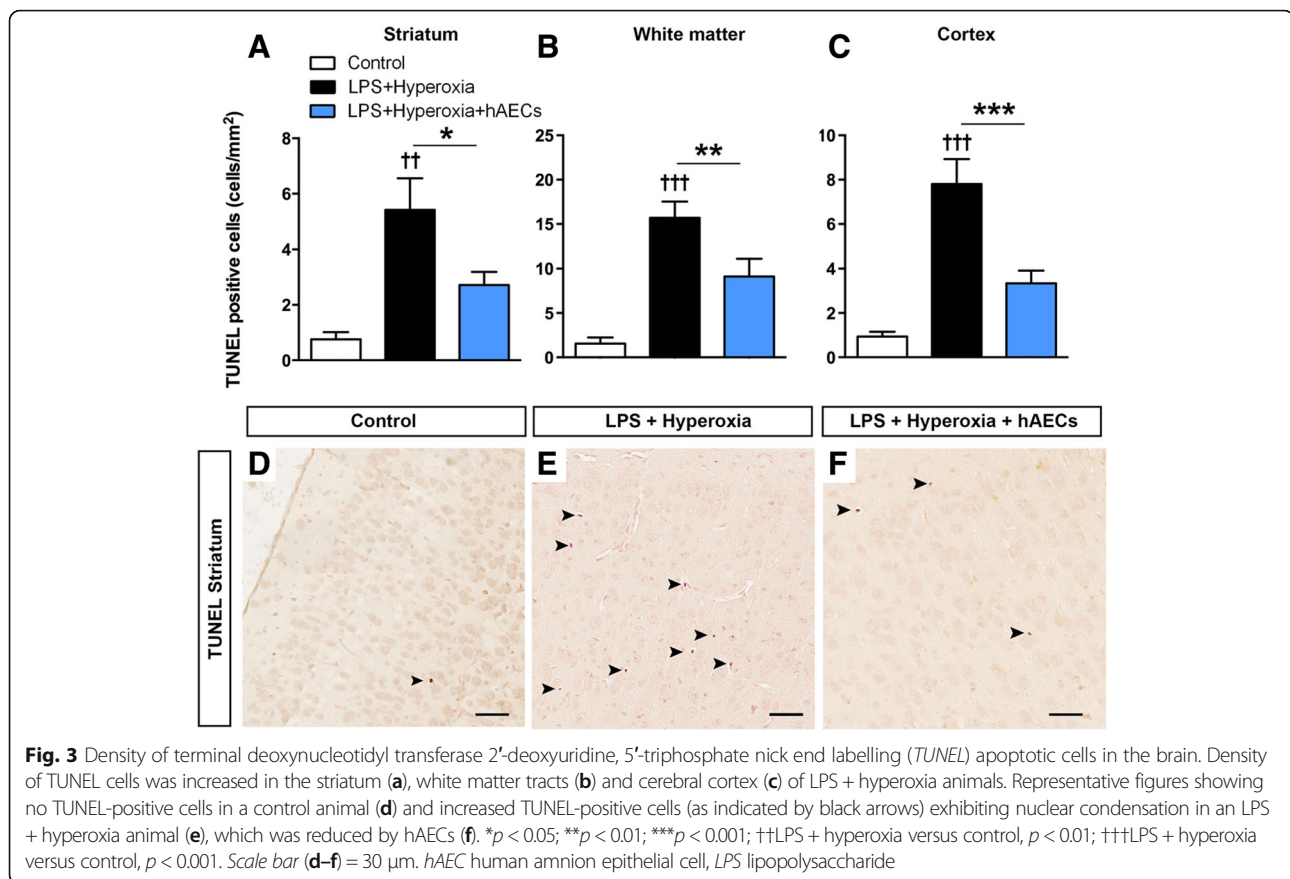 A
Striatum
B
White matter
C
Cortex
Control
LPS+Hyperoxia
LPS+Hyperoxia+hAECs
TUNEL positive cells (cells/mm²)
8
6
4
2
0
††
*
25
20
15
10
5
0
†††
**
10
8
6
4
2
0
†††
***
Control
LPS + Hyperoxia
LPS + Hyperoxia + hAECs
TUNEL Striatum
D
E
F
Fig. 3 Density of terminal deoxynucleotidyl transferase 2′-deoxyuridine, 5′-triphosphate nick end labelling (TUNEL) apoptotic cells in the brain. Density
of TUNEL cells was increased in the striatum (a), white matter tracts (b) and cerebral cortex (c) of LPS + hyperoxia animals. Representative figures showing
no TUNEL-positive cells in a control animal (d) and increased TUNEL-positive cells (as indicated by black arrows) exhibiting nuclear condensation in an LPS
+ hyperoxia animal (e), which was reduced by hAECs (f). *p < 0.05; **p < 0.01; ***p < 0.001; ††LPS + hyperoxia versus control, p < 0.01; †††LPS + hyperoxia
versus control, p < 0.001. Scale bar (d–f) = 30 μm. hAEC human amnion epithelial cell, LPS lipopolysaccharide